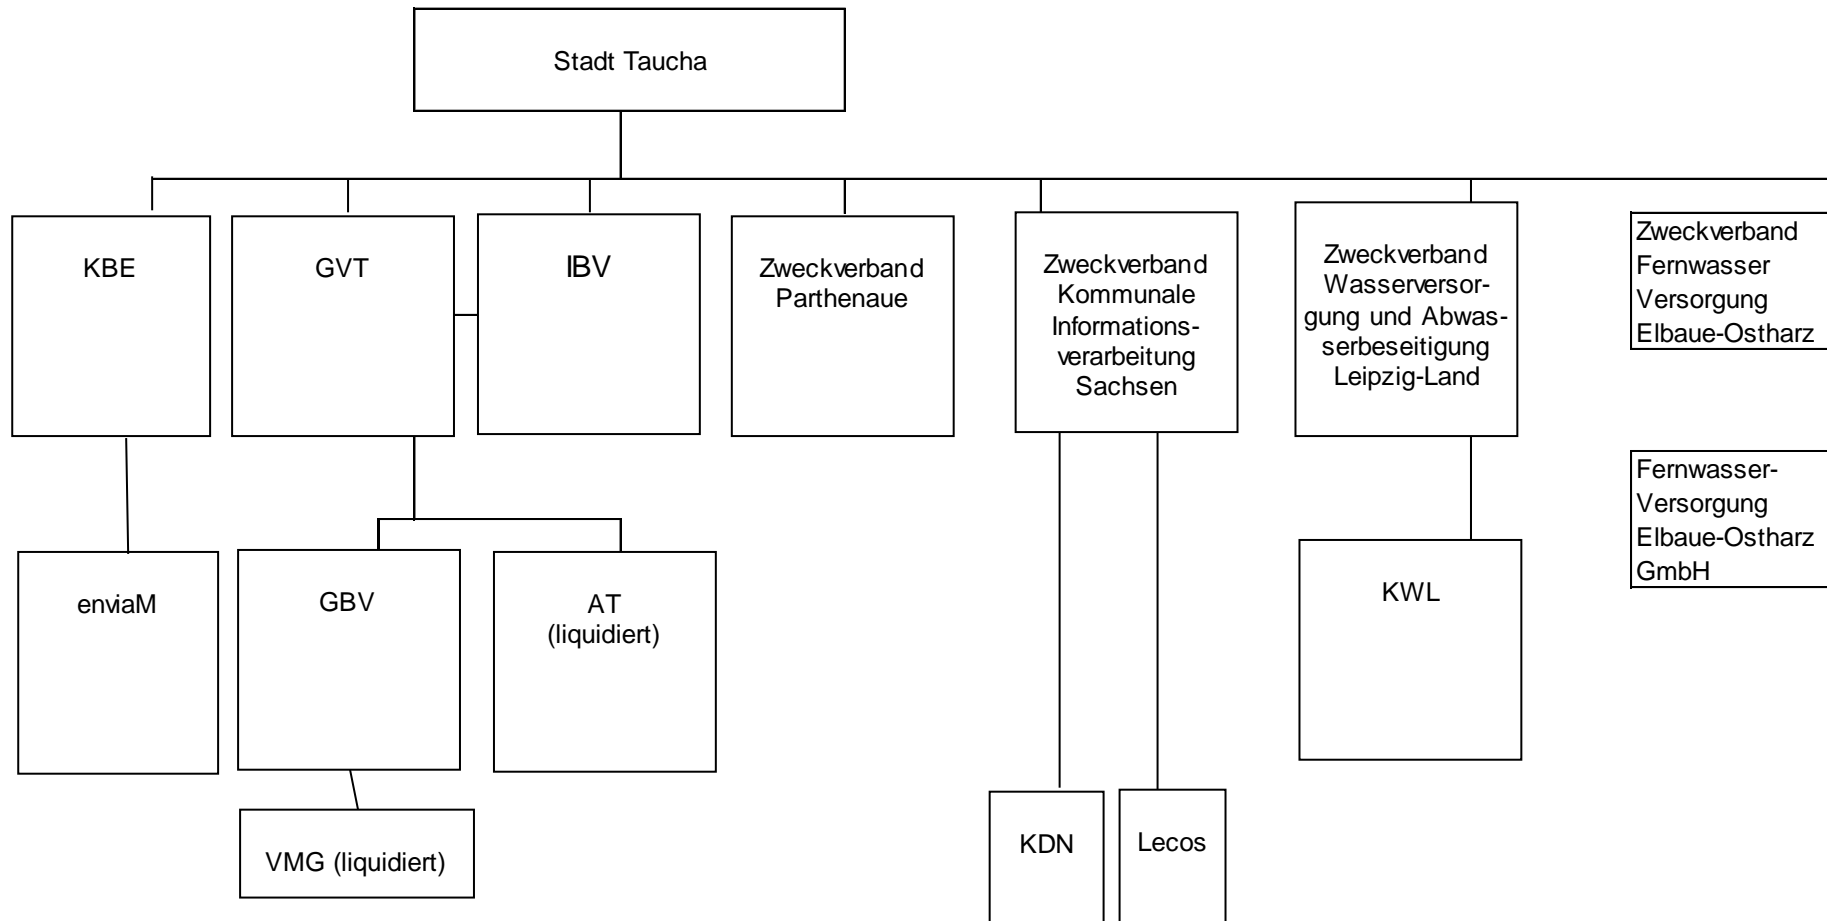 Stadt Taucha
KBE
GVT
IBV
Zweckverband
Parthenaue
Zweckverband
Kommunale
Informations-
verarbeitung
Sachsen
Zweckverband
Wasserversor-
gung und Abwas-
serbeseitigung
Leipzig-Land
Zweckverband
Fernwasser
Versorgung
Elbaue-Ostharz
Fernwasser-
Versorgung
Elbaue-Ostharz
GmbH
enviaM
GBV
AT
(liquidiert)
KWL
VMG (liquidiert)
KDN
Lecos